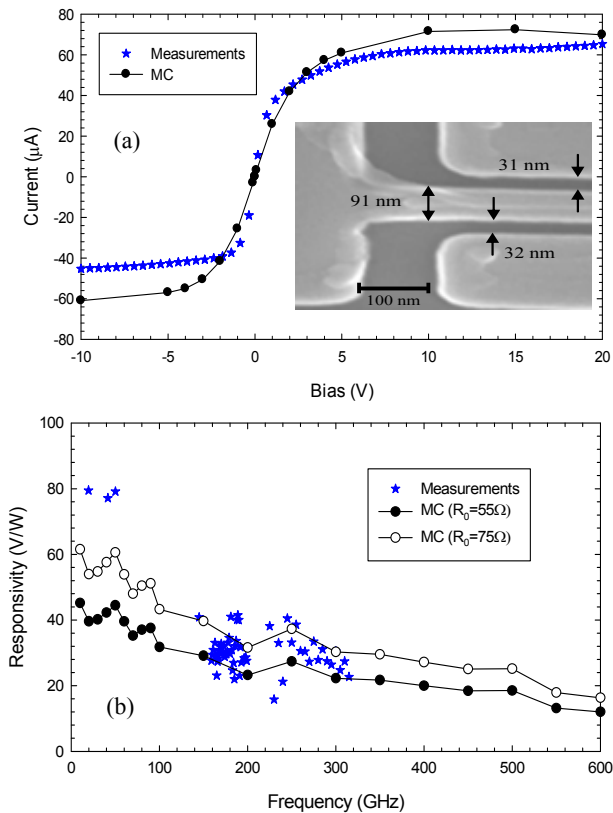 80
60
40
20
0
-20
-40
-60
-80
Current (μA)
Measurements
MC
(a)
31 nm
91 nm
32 nm
100 nm
-10 -5 0 5 10 15 20
Bias (V)
100
80
60
40
20
0
Responsivity (V/W)
Measurements
MC (R0=55Ω)
MC (R0=75Ω)
(b)
0 100 200 300 400 500 600
Frequency (GHz)